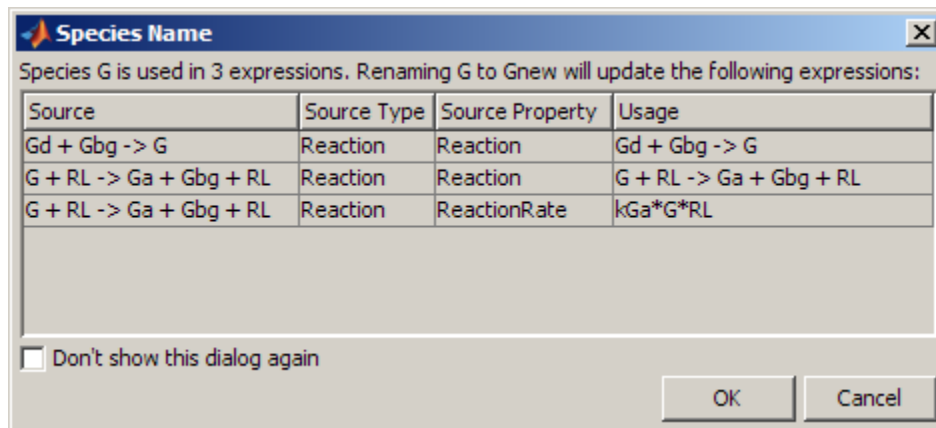 Species Name
Species G is used in 3 expressions. Renaming G to Gnew will update the following expressions:
Source Source Type Source Property Usage
Gd + Gbg -> G Reaction Reaction Gd + Gbg -> G
G + RL -> Ga + Gbg + RL Reaction Reaction G + RL -> Ga + Gbg + RL
G + RL -> Ga + Gbg + RL Reaction ReactionRate kGa*G*RL
Don't show this dialog again
OK Cancel